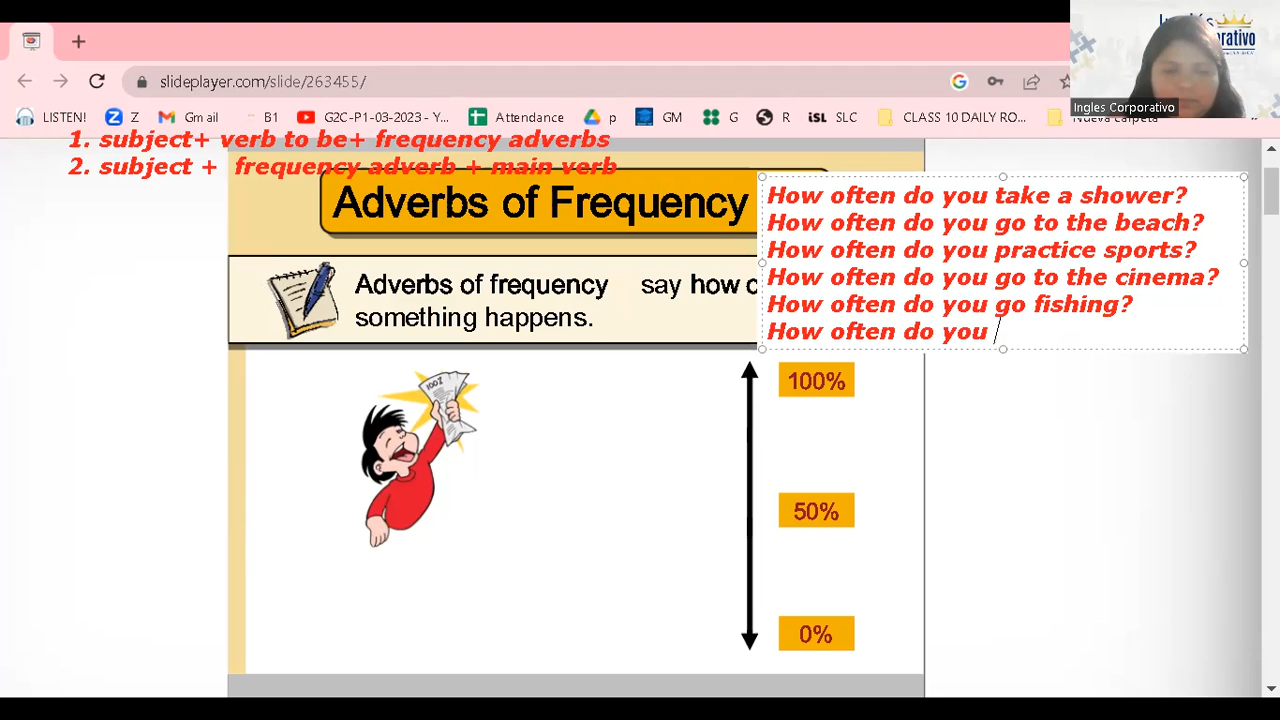 slideplayer.com/slide/263455/
LISTEN! Z Gmail B1 G2C-P1-03-2023 - Y... Attendance p GM G R iSL SLC CLASS 10 DAILY RO... Nueva carpeta
Ingles Corporativo
1. subject+ verb to be+ frequency adverbs
2. subject + frequency adverb + main verb
Adverbs of Frequency
How often do you take a shower?
How often do you go to the beach?
How often do you practice sports?
How often do you go to the cinema?
How often do you go fishing?
How often do you
Adverbs of frequency say how
something happens.
100%
100%
50%
0%